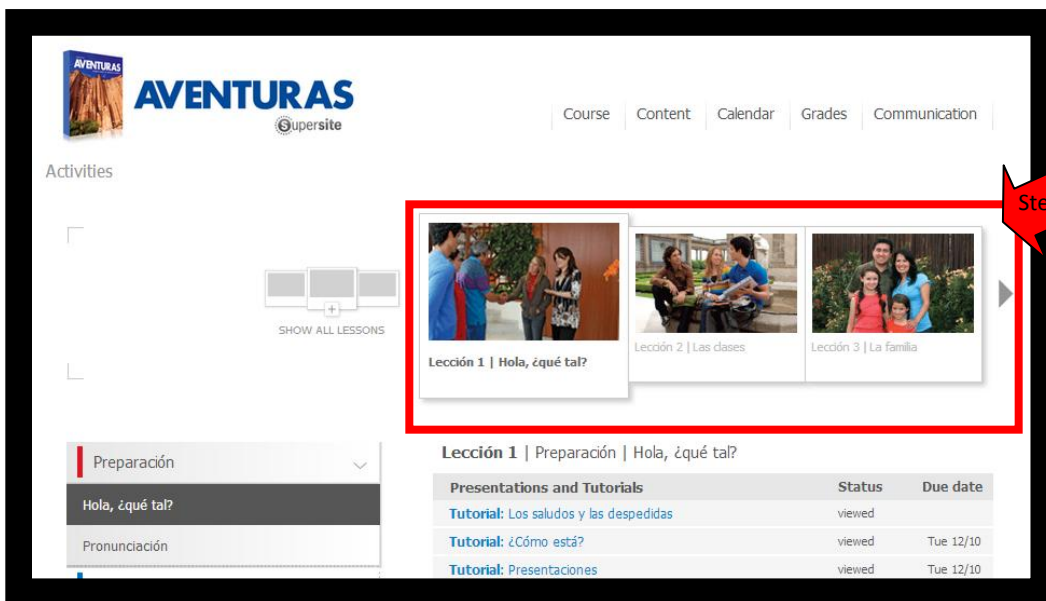 AVENTURAS
AVENTURAS
Supersite
Course Content Calendar Grades Communication
Activities
SHOW ALL LESSONS
Lección 1 | Hola, ¿qué tal?
Lección 2 | Las clases
Lección 3 | La familia
Preparación
Hola, ¿qué tal?
Pronunciación
Lección 1 | Preparación | Hola, ¿qué tal?
Presentations and Tutorials Status Due date
Tutorial: Los saludos y las despedidas viewed
Tutorial: ¿Cómo está? viewed Tue 12/10
Tutorial: Presentaciones viewed Tue 12/10